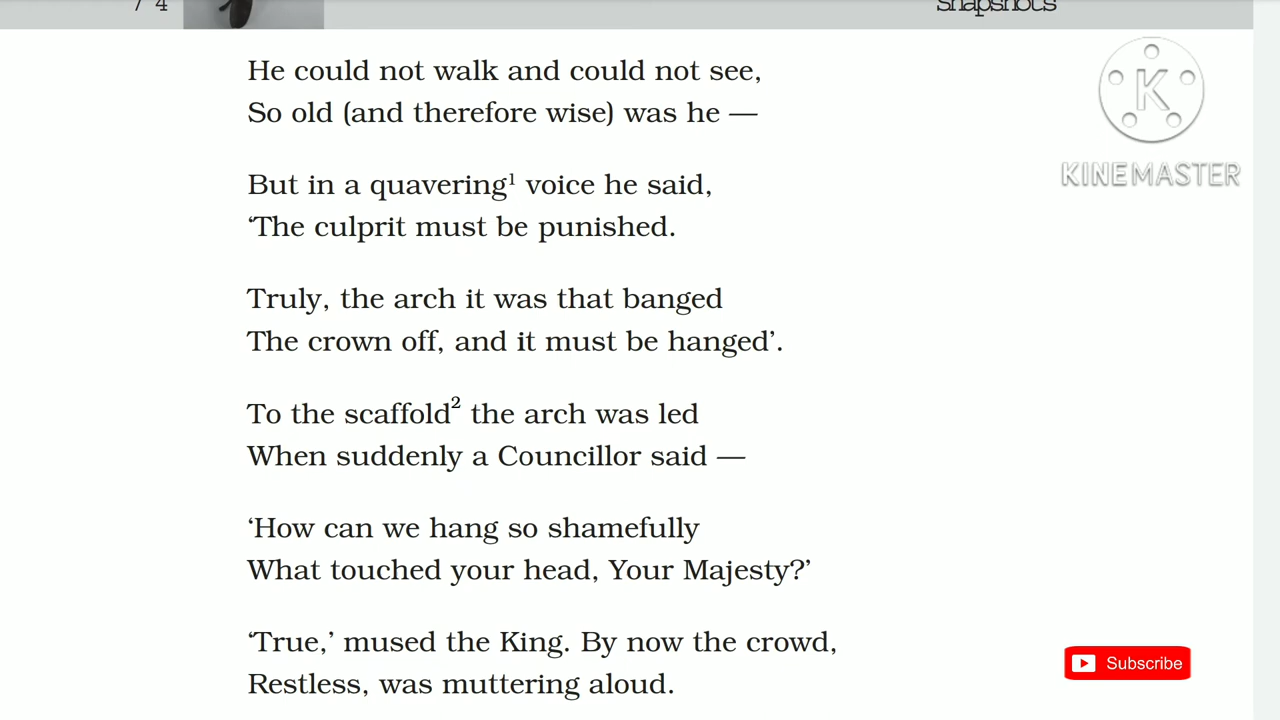 74
Snapshots
He could not walk and could not see,
So old (and therefore wise) was he —
But in a quavering¹ voice he said,
‘The culprit must be punished.
Truly, the arch it was that banged
The crown off, and it must be hanged’.
To the scaffold² the arch was led
When suddenly a Councillor said —
‘How can we hang so shamefully
What touched your head, Your Majesty?’
‘True,’ mused the King. By now the crowd,
Restless, was muttering aloud.
K
KINEMASTER
Subscribe